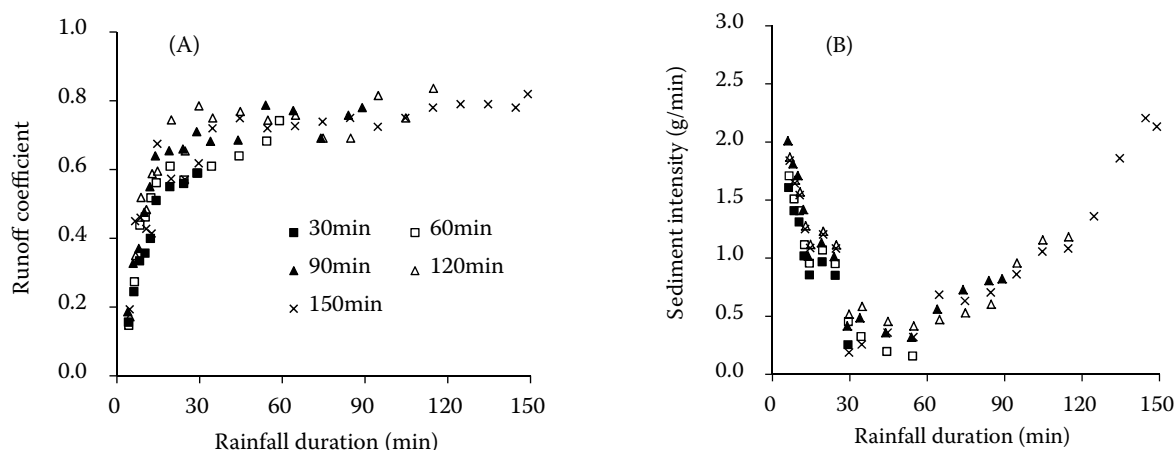 (A)
Runoff coefficient
1.0
0.8
0.6
0.4
0.2
0.0
30min
60min
90min
120min
150min
0 30 60 90 120 150
Rainfall duration (min)
(B)
Sediment intensity (g/min)
3.0
2.5
2.0
1.5
1.0
0.5
0.0
0 30 60 90 120 150
Rainfall duration (min)